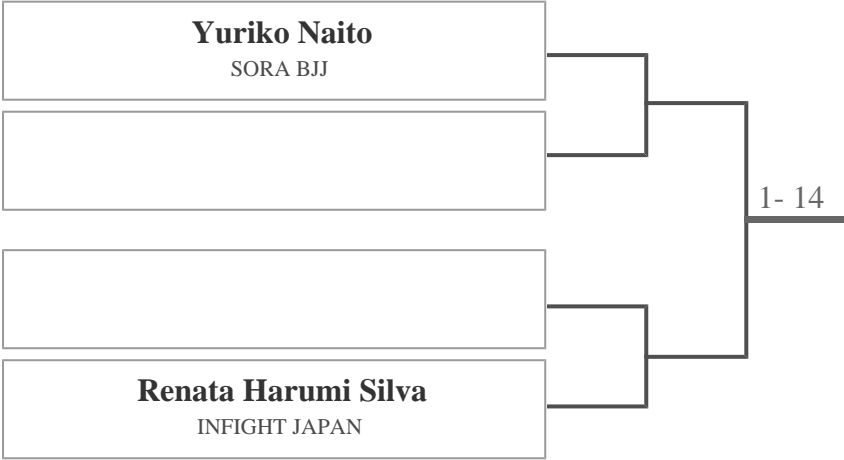 Yuriko Naito
SORA BJJ
1- 14
Renata Harumi Silva
INFIGHT JAPAN